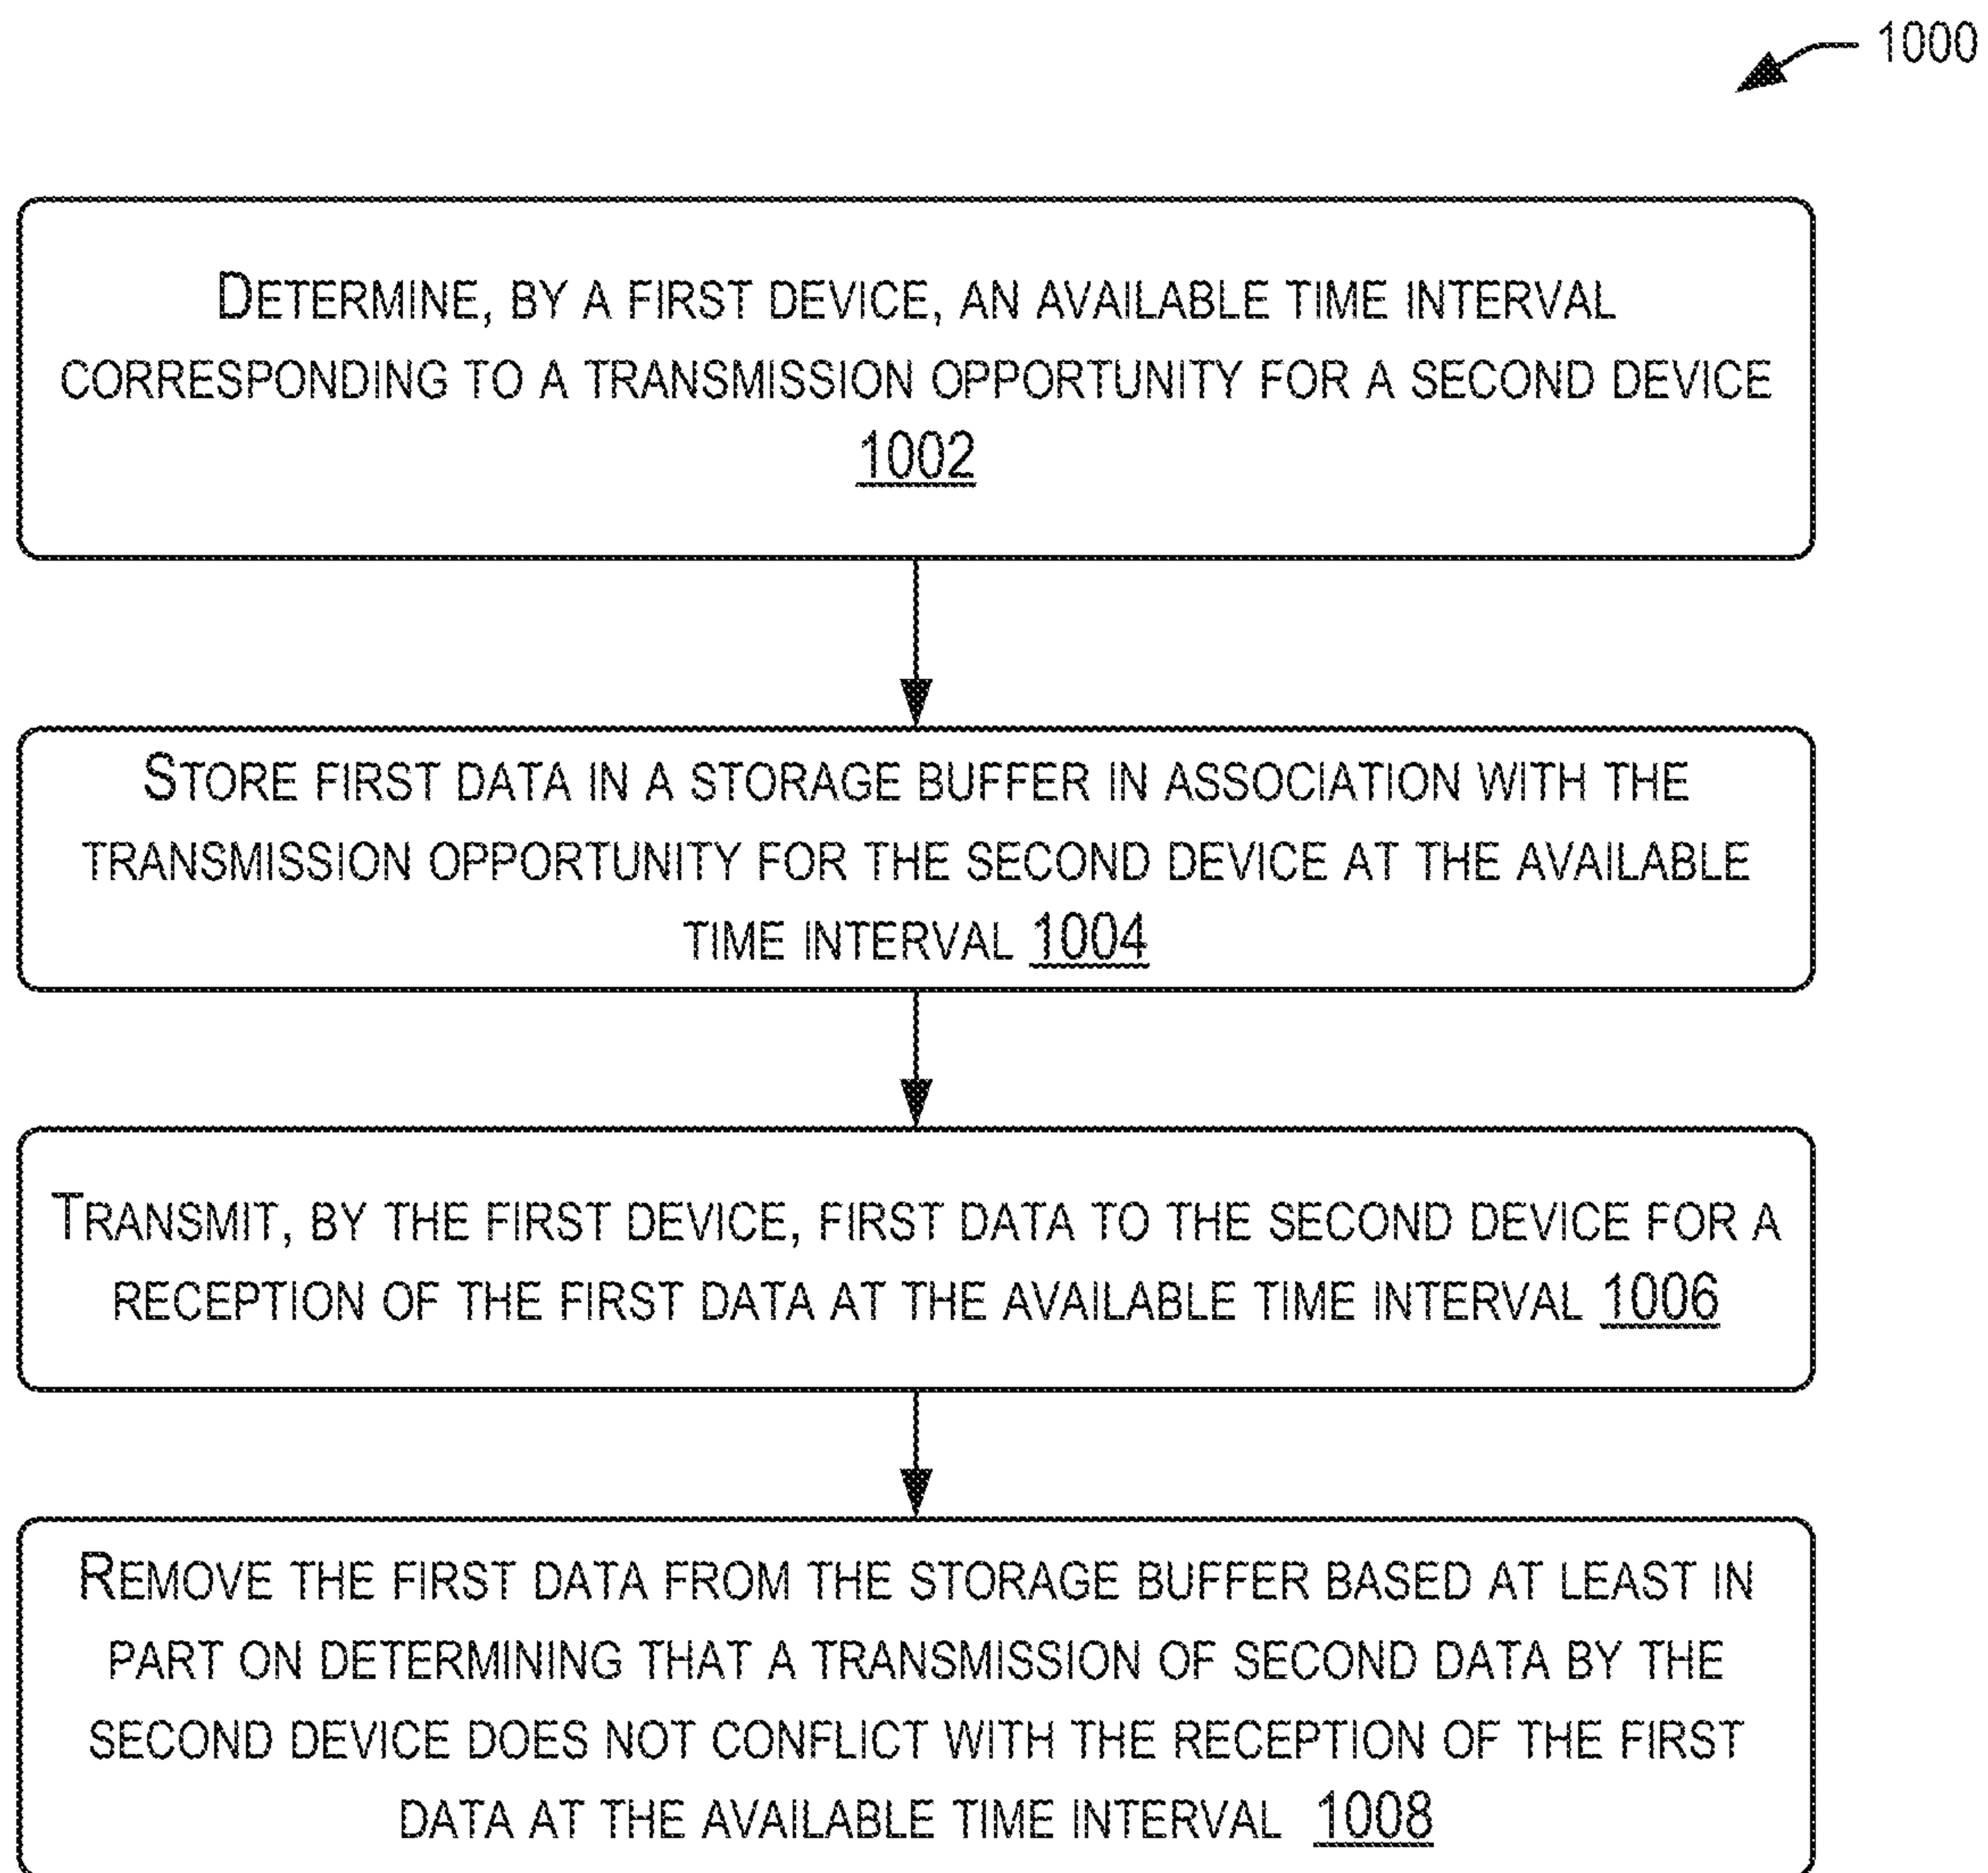 1000
DETERMINE, BY A FIRST DEVICE, AN AVAILABLE TIME INTERVAL
CORRESPONDING TO A TRANSMISSION OPPORTUNITY FOR A SECOND DEVICE
1002
STORE FIRST DATA IN A STORAGE BUFFER IN ASSOCIATION WITH THE
TRANSMISSION OPPORTUNITY FOR THE SECOND DEVICE AT THE AVAILABLE
TIME INTERVAL 1004
TRANSMIT, BY THE FIRST DEVICE, FIRST DATA TO THE SECOND DEVICE FOR A
RECEPTION OF THE FIRST DATA AT THE AVAILABLE TIME INTERVAL 1006
REMOVE THE FIRST DATA FROM THE STORAGE BUFFER BASED AT LEAST IN
PART ON DETERMINING THAT A TRANSMISSION OF SECOND DATA BY THE
SECOND DEVICE DOES NOT CONFLICT WITH THE RECEPTION OF THE FIRST
DATA AT THE AVAILABLE TIME INTERVAL 1008